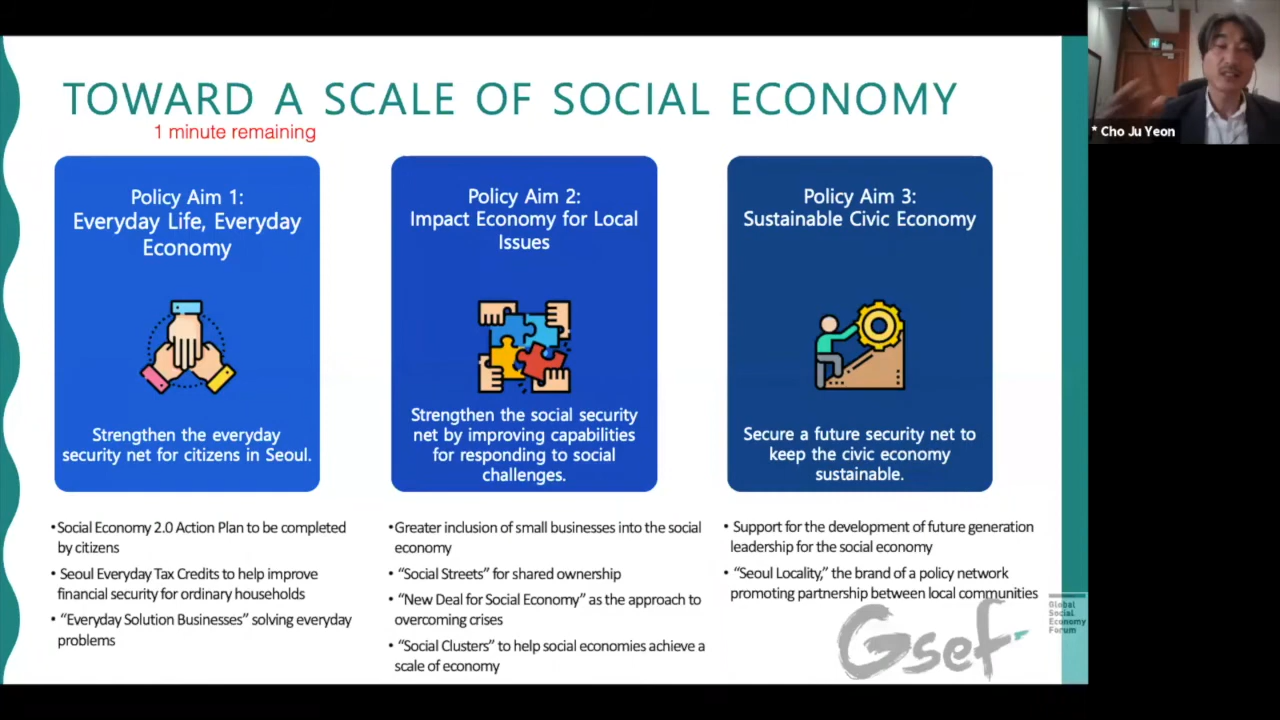 TOWARD A SCALE OF SOCIAL ECONOMY
1 minute remaining
Policy Aim 1:
Everyday Life, Everyday
Economy
Strengthen the everyday
security net for citizens in Seoul.
Policy Aim 2:
Impact Economy for Local
Issues
Strengthen the social security
net by improving capabilities
for responding to social
challenges.
Policy Aim 3:
Sustainable Civic Economy
Secure a future security net to
keep the civic economy
sustainable.
•Social Economy 2.0 Action Plan to be completed
by citizens
• Seoul Everyday Tax Credits to help improve
financial security for ordinary households
• “Everyday Solution Businesses” solving everyday
problems
•Greater inclusion of small businesses into the social
economy
• “Social Streets” for shared ownership
• “New Deal for Social Economy” as the approach to
overcoming crises
• “Social Clusters” to help social economies achieve a
scale of economy
• Support for the development of future generation
leadership for the social economy
• “Seoul Locality,” the brand of a policy network
promoting partnership between local communities
Gsef
Global
Social
Economy
Forum
* Cho Ju Yeon